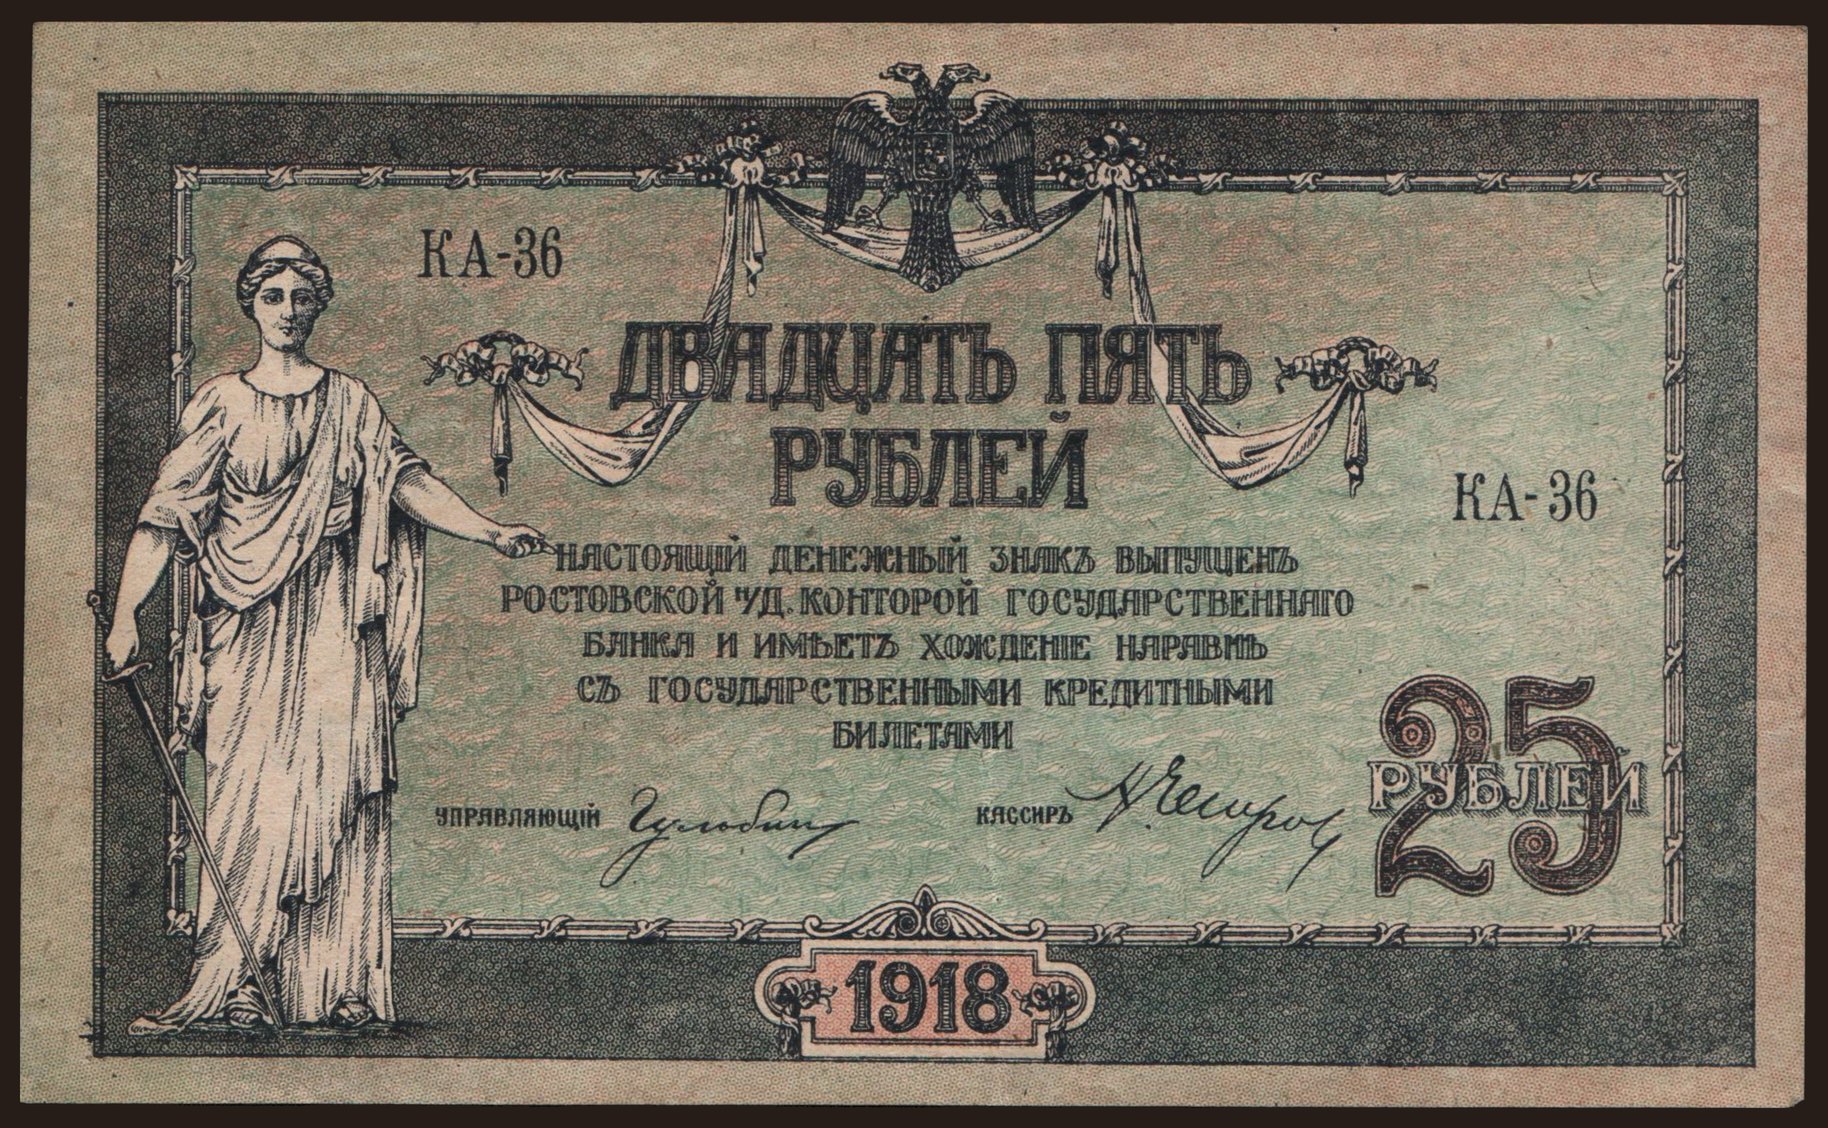 КА-36
ДВАДЦАТЬ ПЯТЬ
РУБЛЕЙ
КА-36
НАСТОЯЩІЙ ДЕНЕЖНЫЙ ЗНАКЪ ВЫПУЩЕНЪ
РОСТОВСКОЙ Н/Д. КОНТОРОЙ ГОСУДАРСТВЕННАГО
БАНКА И ИМѢЕТЪ ХОЖДЕНІЕ НАРАВНѢ
СЪ ГОСУДАРСТВЕННЫМИ КРЕДИТНЫМИ
БИЛЕТАМИ
25
РУБЛЕЙ
УПРАВЛЯЮЩІЙ
КАССИРЪ
1918